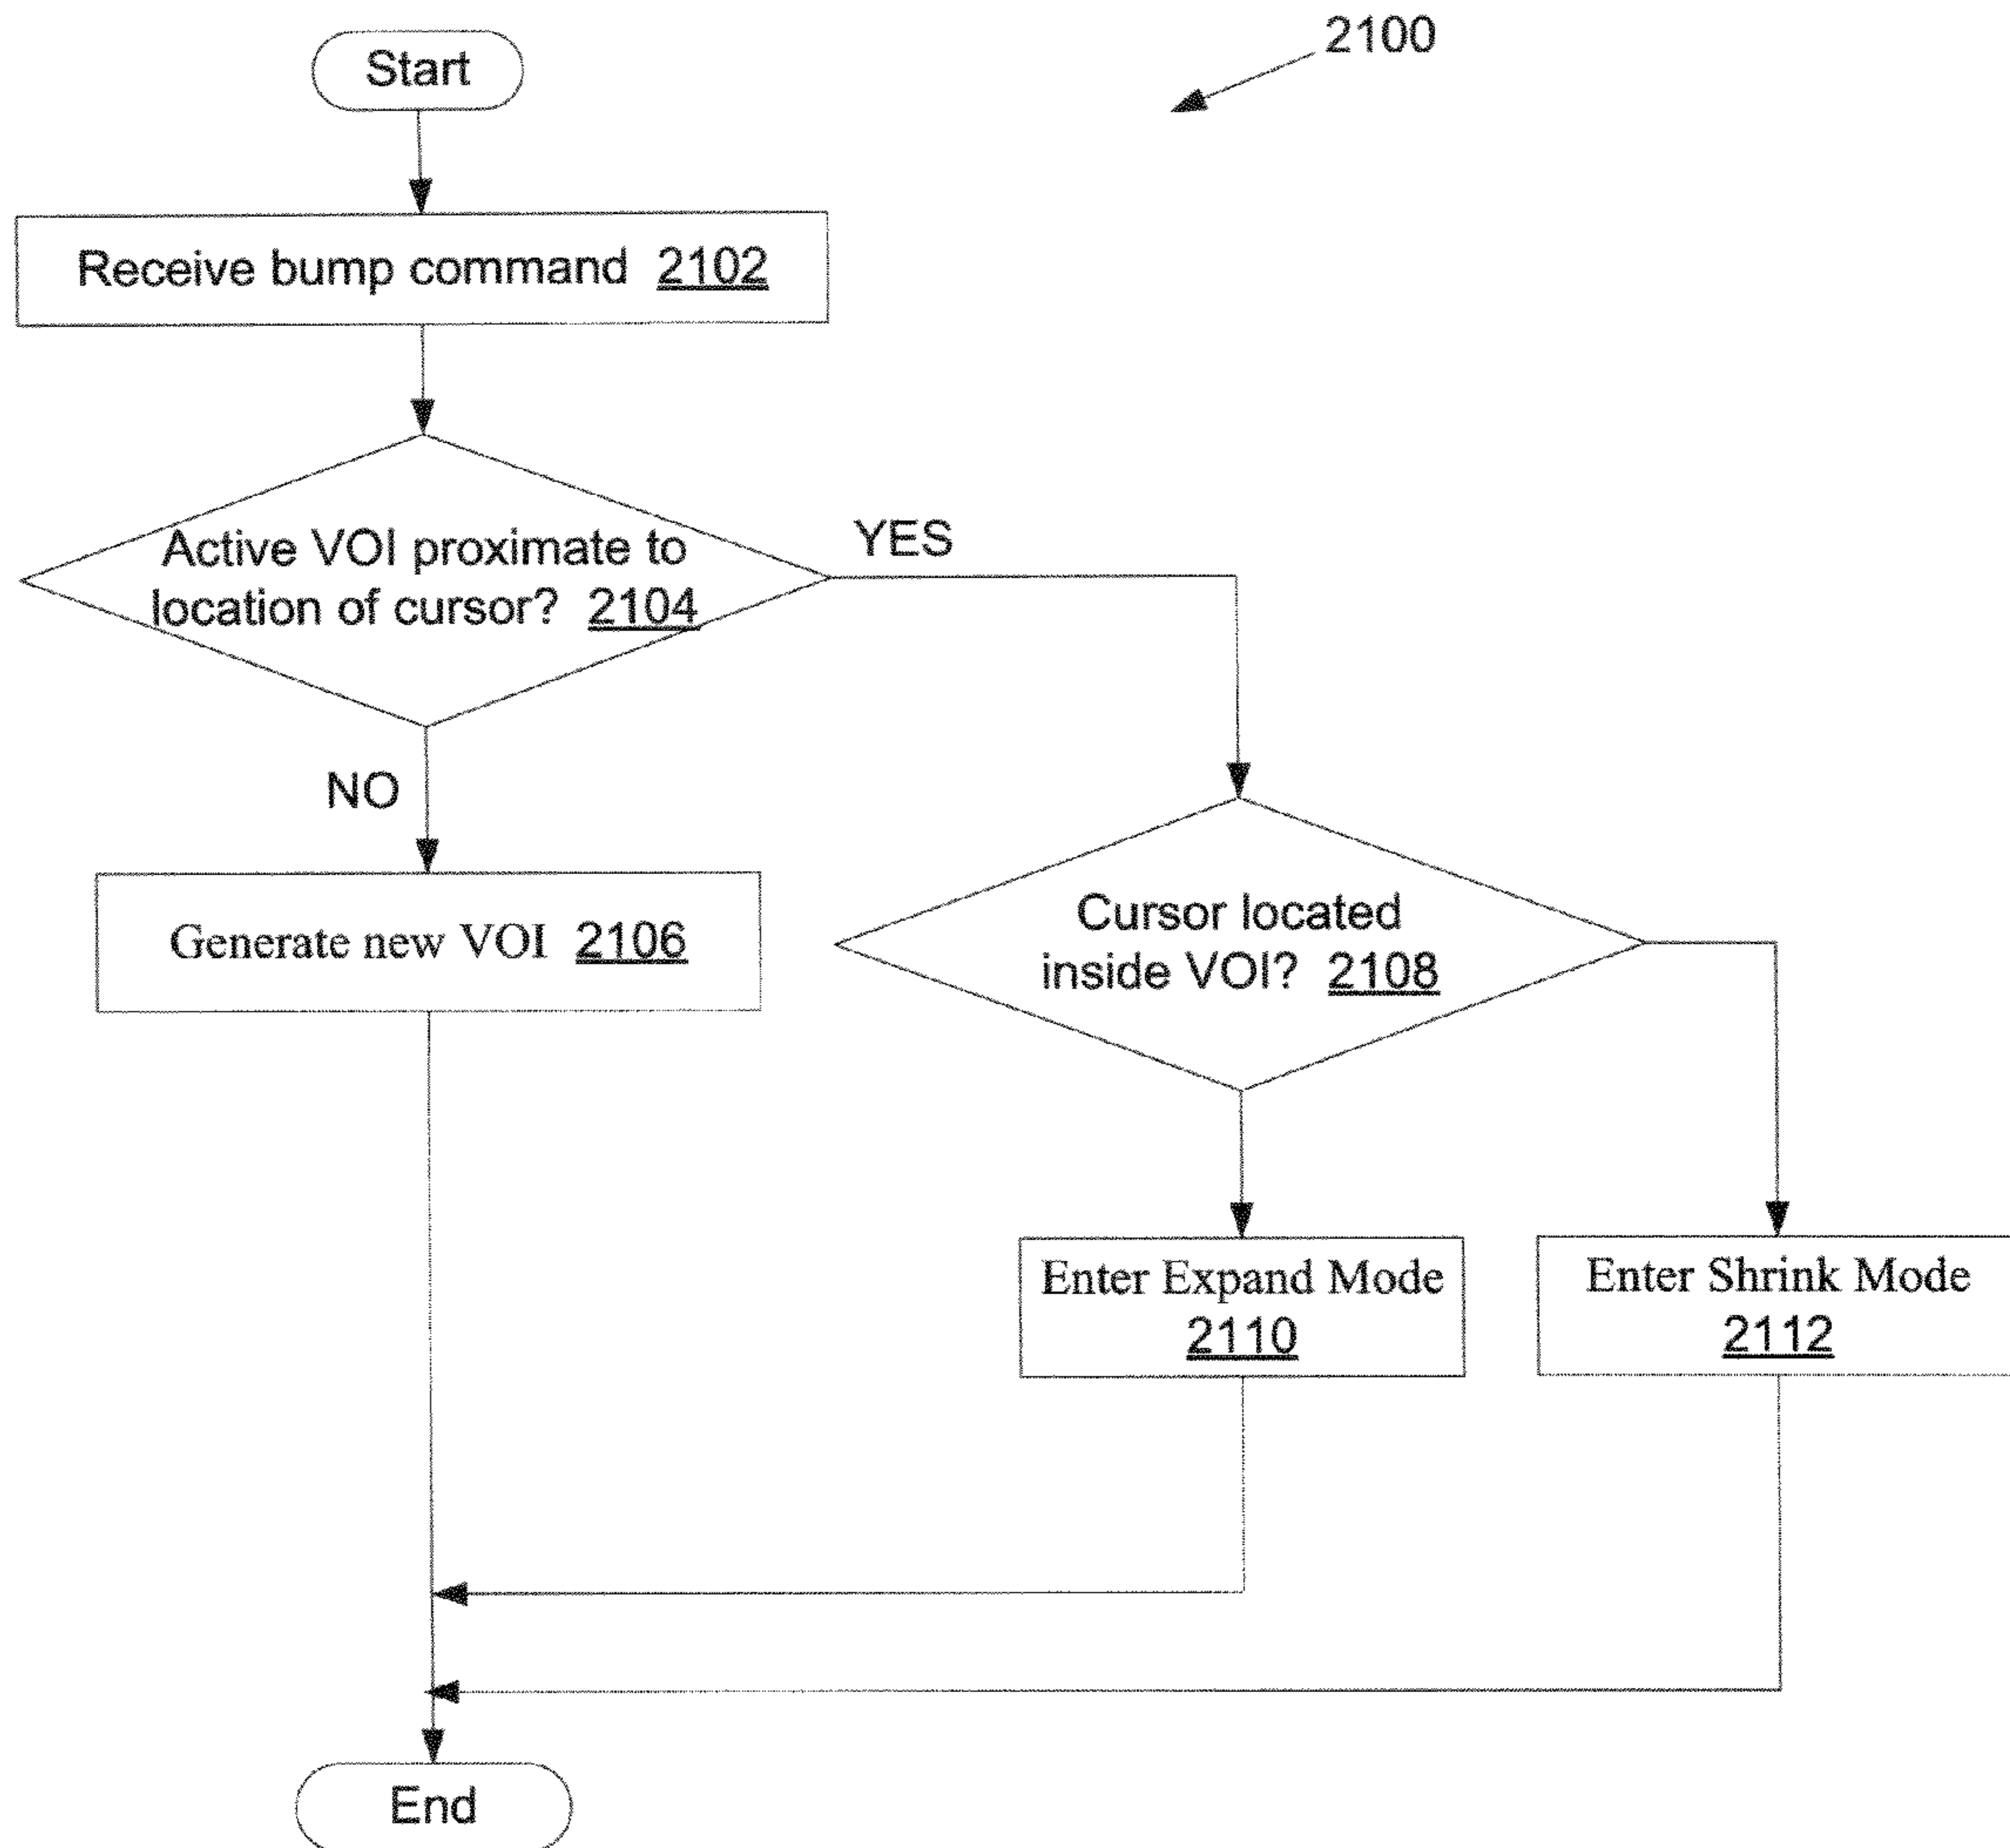 2100
Start
Receive bump command 2102
Active VOI proximate to
location of cursor? 2104
YES
NO
Generate new VOI 2106
Cursor located
inside VOI? 2108
Enter Expand Mode
2110
Enter Shrink Mode
2112
End